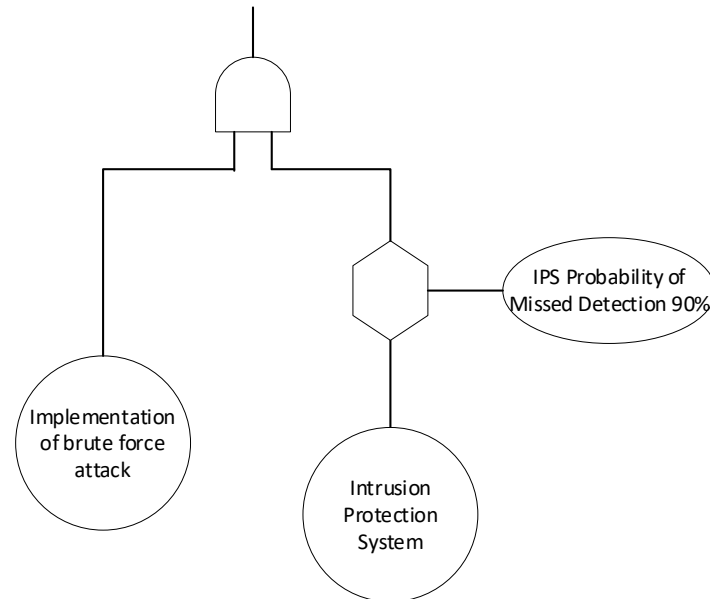 IPS Probability of
Missed Detection 90%
Implementation
of brute force
attack
Intrusion
Protection
System